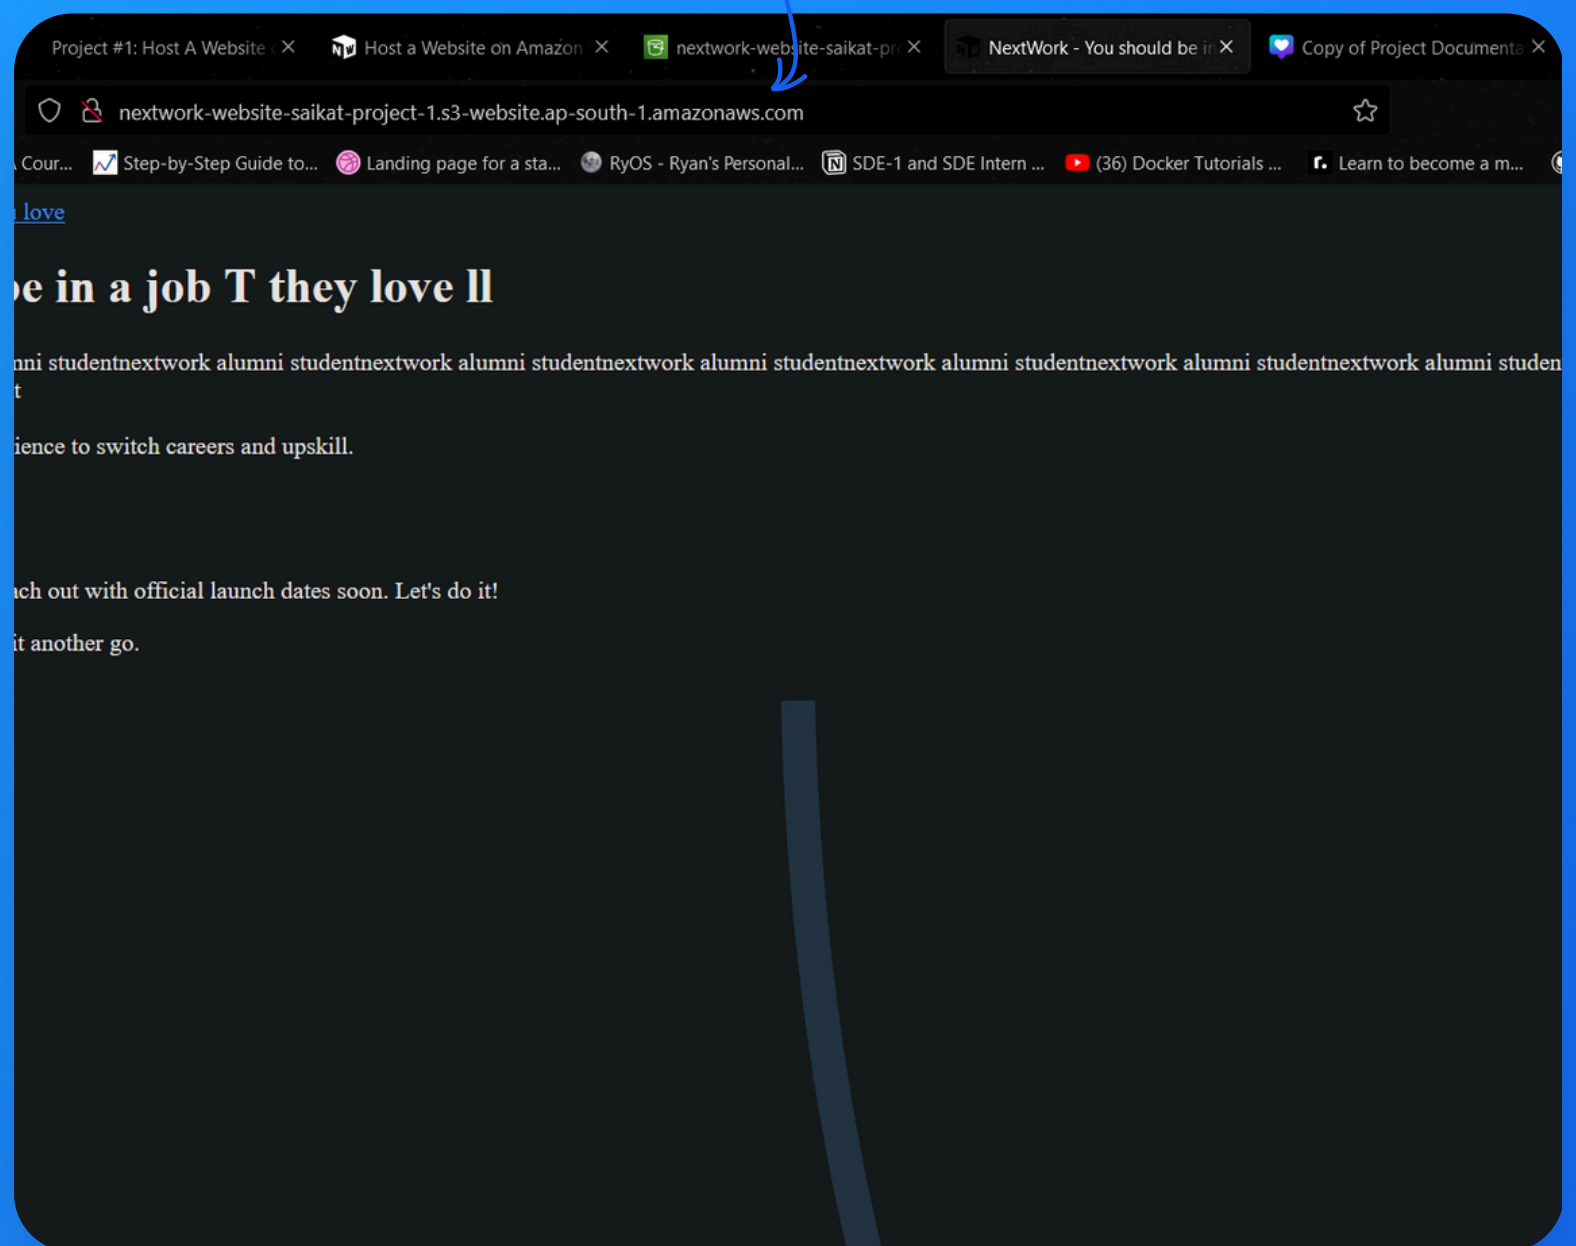 Project #1: Host A Website Host a Website on Amazon nextwork-website-saikat-pr NextWork - You should be in Copy of Project Documenta
nextwork-website-saikat-project-1.s3-website.ap-south-1.amazonaws.com
Cour... Step-by-Step Guide to... Landing page for a sta... RyOS - Ryan's Personal... SDE-1 and SDE Intern ... (36) Docker Tutorials ... Learn to become a m...
love
be in a job T they love ll
mni studentnextwork alumni studentnextwork alumni studentnextwork alumni studentnextwork alumni studentnextwork alumni studentnextwork alumni studen
t
ience to switch careers and upskill.
ach out with official launch dates soon. Let's do it!
it another go.